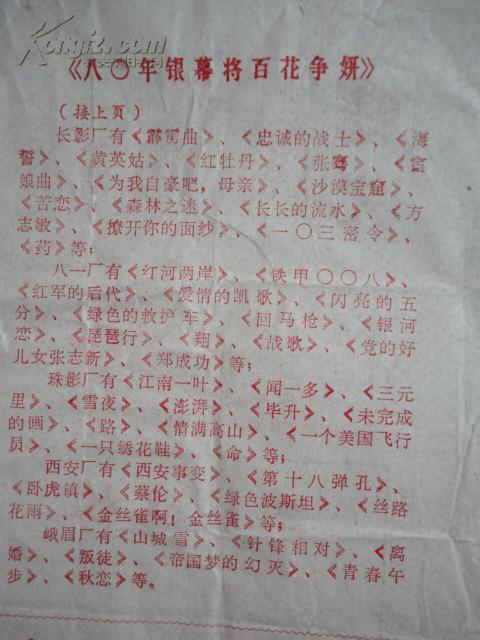 Kongfz.com
《八〇年银幕将百花争妍》
（接上页）
长影厂有《霹雳曲》、《忠诚的战士》、《海
誓》、《黄英姑》、《红牡丹》、《张骞》、《宦
娘曲》、《为我自豪吧，母亲》、《沙漠宝窟》、
《苦恋》、《森林之迷》、《长长的流水》、《方
志敏》、《撩开你的面纱》、《一〇三密令》、
《药》等；
八一厂有《红河两岸》、《铁甲〇〇八》、
《红军的后代》、《爱情的凯歌》、《闪亮的五
分》、《绿色的救护车》、《回马枪》、《银河
恋》、《琵琶行》、《翔》、《战歌》、《党的好
儿女张志新》、《郑成功》等；
珠影厂有《江南一叶》、《闻一多》、《三元
里》、《雪夜》、《澎湃》、《毕升》、《未完成
的画》、《路》、《情满高山》、《一个美国飞行
员》、《一只绣花鞋》、《命》等；
西安厂有《西安事变》、《第十八弹孔》、
《卧虎镇》、《蔡伦》、《绿色波斯坦》、《丝路
花雨》、《金丝雀啊！金丝雀》等；
峨眉厂有《山城雪》、《针锋相对》、《离
婚》、《叛徒》、《帝国梦的幻灭》、《青春午
步》、《秋恋》等。